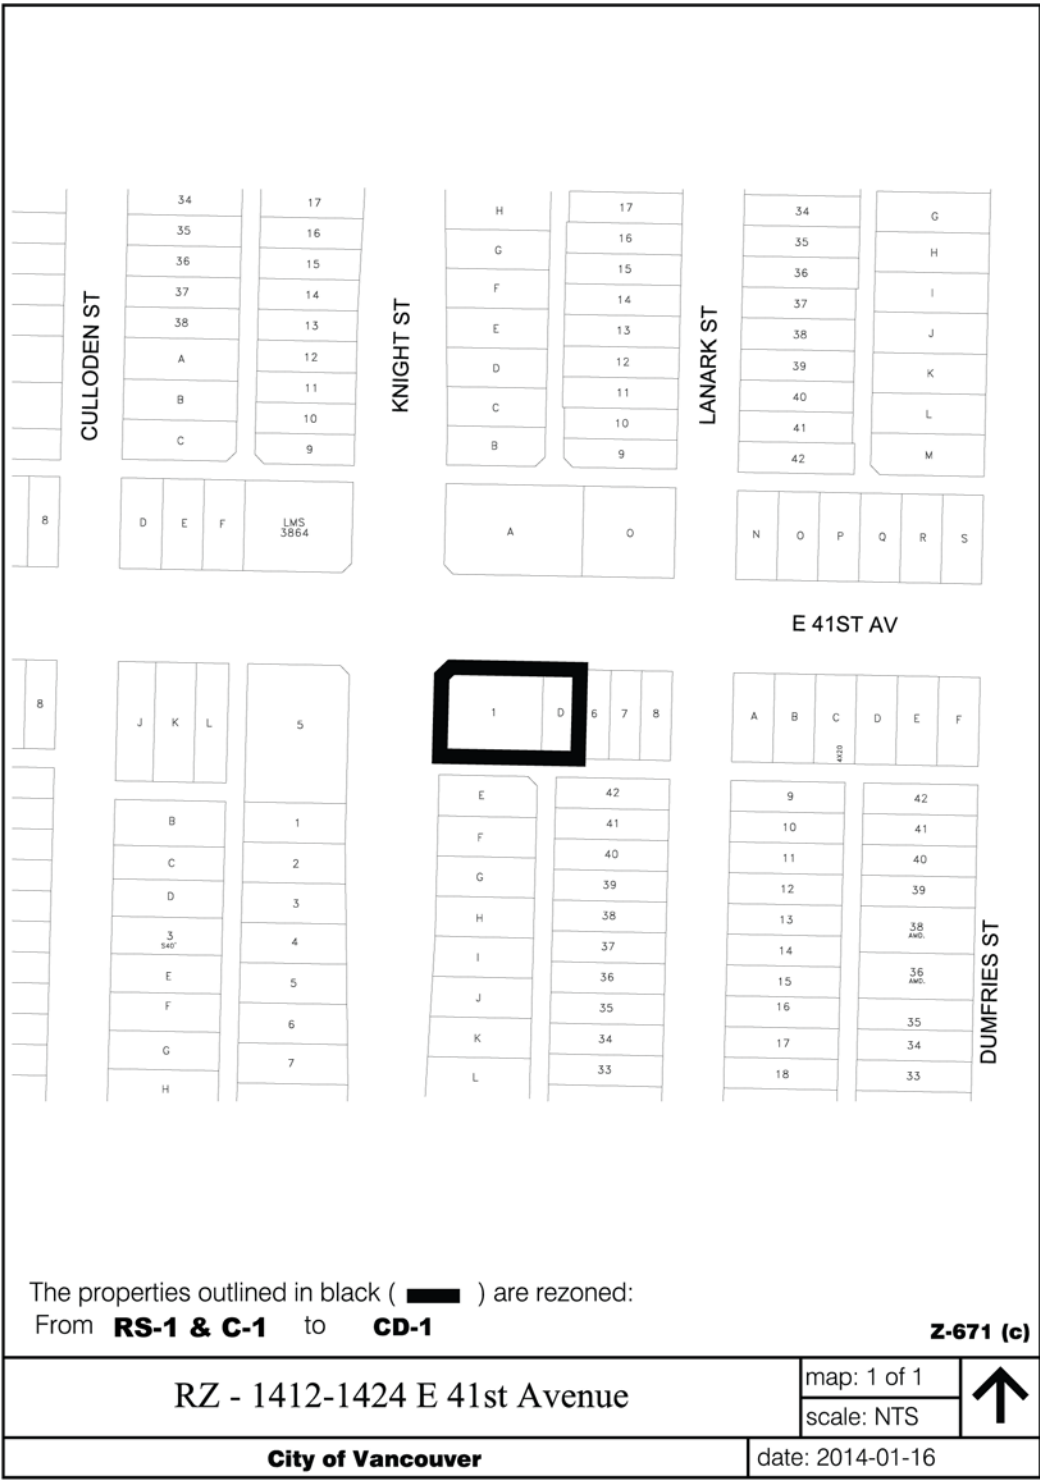 34 17 H 17 34 G
35 16 G 16 35 H
36 15 F 15 36 I
37 14 E 14 37 J
38 13 D 13 38 K
A 12 C 12 39 L
B 11 B 11 40 M
C 10 10 41
9 9 42
CULLODEN ST
KNIGHT ST
LANARK ST
8 D E F LMS A O N O P Q R S
3864
E 41ST AV
8 J K L 5 1 D 6 7 8 A B C D E F
4X20
B 1 E 42 9 42
C 2 F 41 10 41
D 3 G 40 11 40
3 4 H 39 12 39
540'
E 5 I 38 13 38
AMD.
F 6 J 37 14 36
AMD.
G 7 K 36 15 35
H L 35 16 34
34 17 33
33 18
DUMFRIES ST
The properties outlined in black ( ) are rezoned:
From RS-1 & C-1 to CD-1
Z-671 (c)
RZ - 1412-1424 E 41st Avenue
map: 1 of 1
scale: NTS
City of Vancouver
date: 2014-01-16